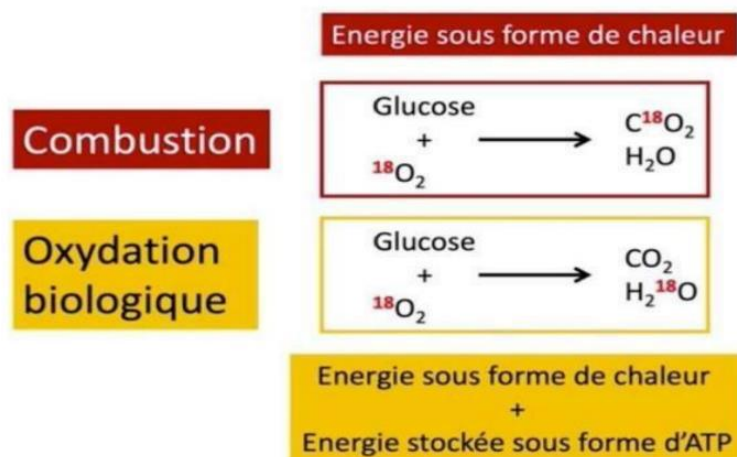 Energie sous forme de chaleur
Combustion
Glucose
+
¹⁸O₂
C¹⁸O₂
H₂O
Oxydation
biologique
Glucose
+
¹⁸O₂
CO₂
H₂¹⁸O
Energie sous forme de chaleur
+
Energie stockée sous forme d'ATP